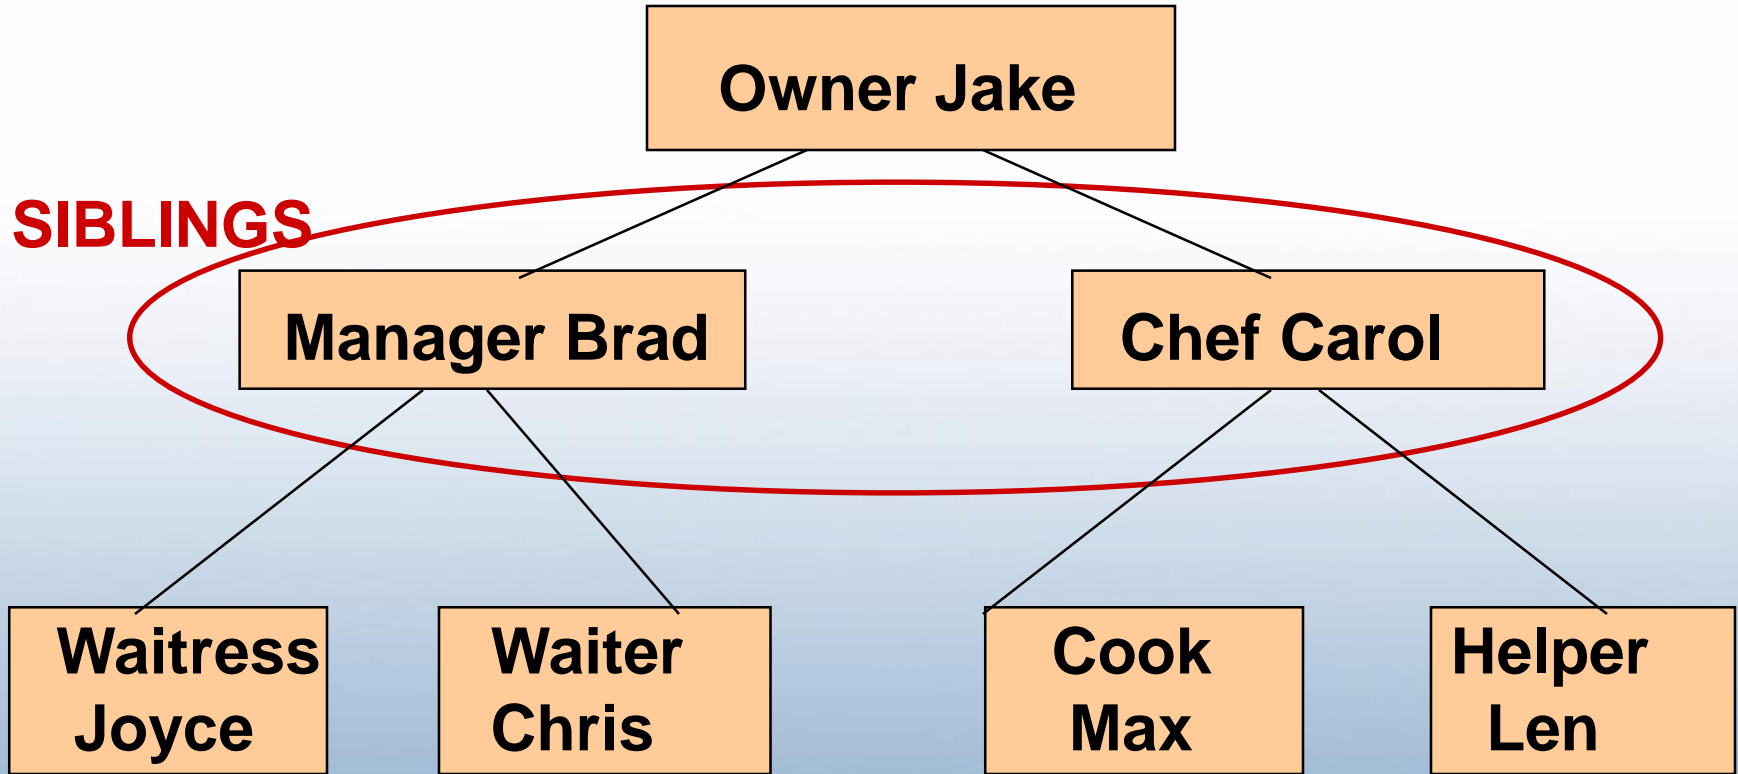 Owner Jake
SIBLINGS
Manager Brad
Chef Carol
Waitress
Joyce
Waiter
Chris
Cook
Max
Helper
Len